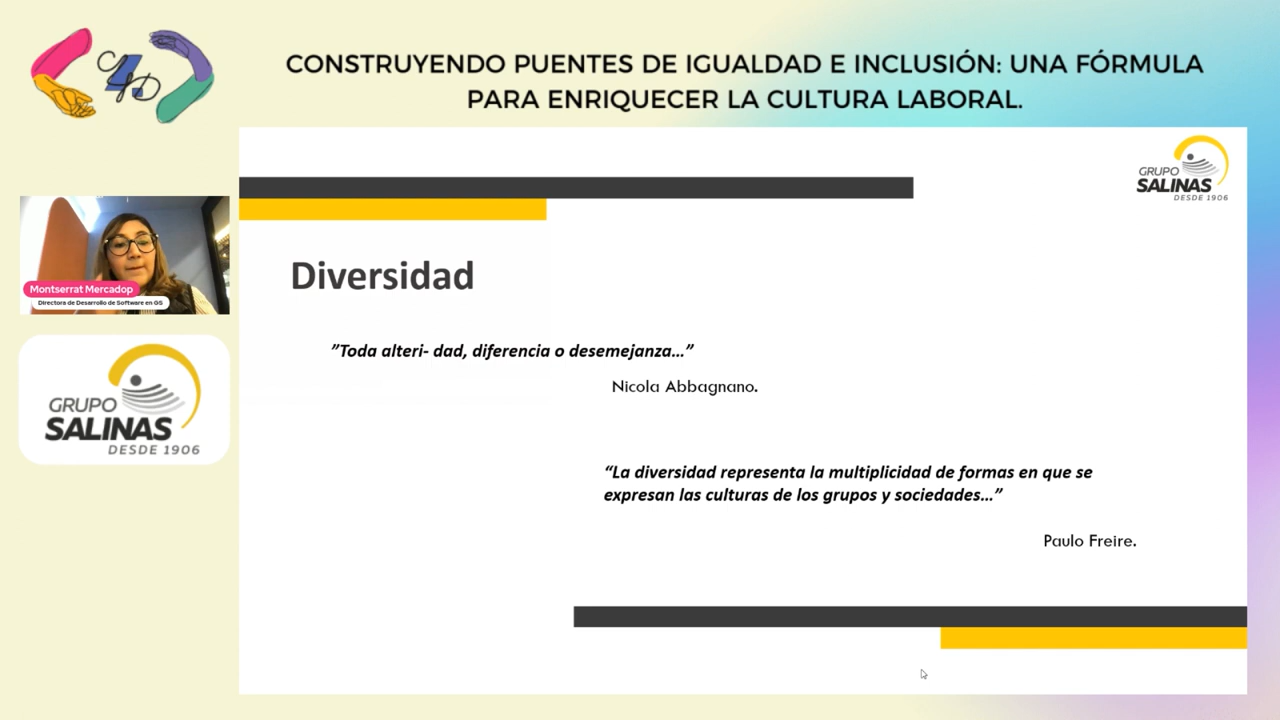 CONSTRUYENDO PUENTES DE IGUALDAD E INCLUSIÓN: UNA FÓRMULA
PARA ENRIQUECER LA CULTURA LABORAL.
GRUPO
SALINAS
DESDE 1906
Diversidad
”Toda alteri- dad, diferencia o desemejanza…”
Nicola Abbagnano.
“La diversidad representa la multiplicidad de formas en que se
expresan las culturas de los grupos y sociedades…”
Paulo Freire.
Montserrat Mercadop
Directora de Desarrollo de Software en GS
GRUPO
SALINAS
DESDE 1906